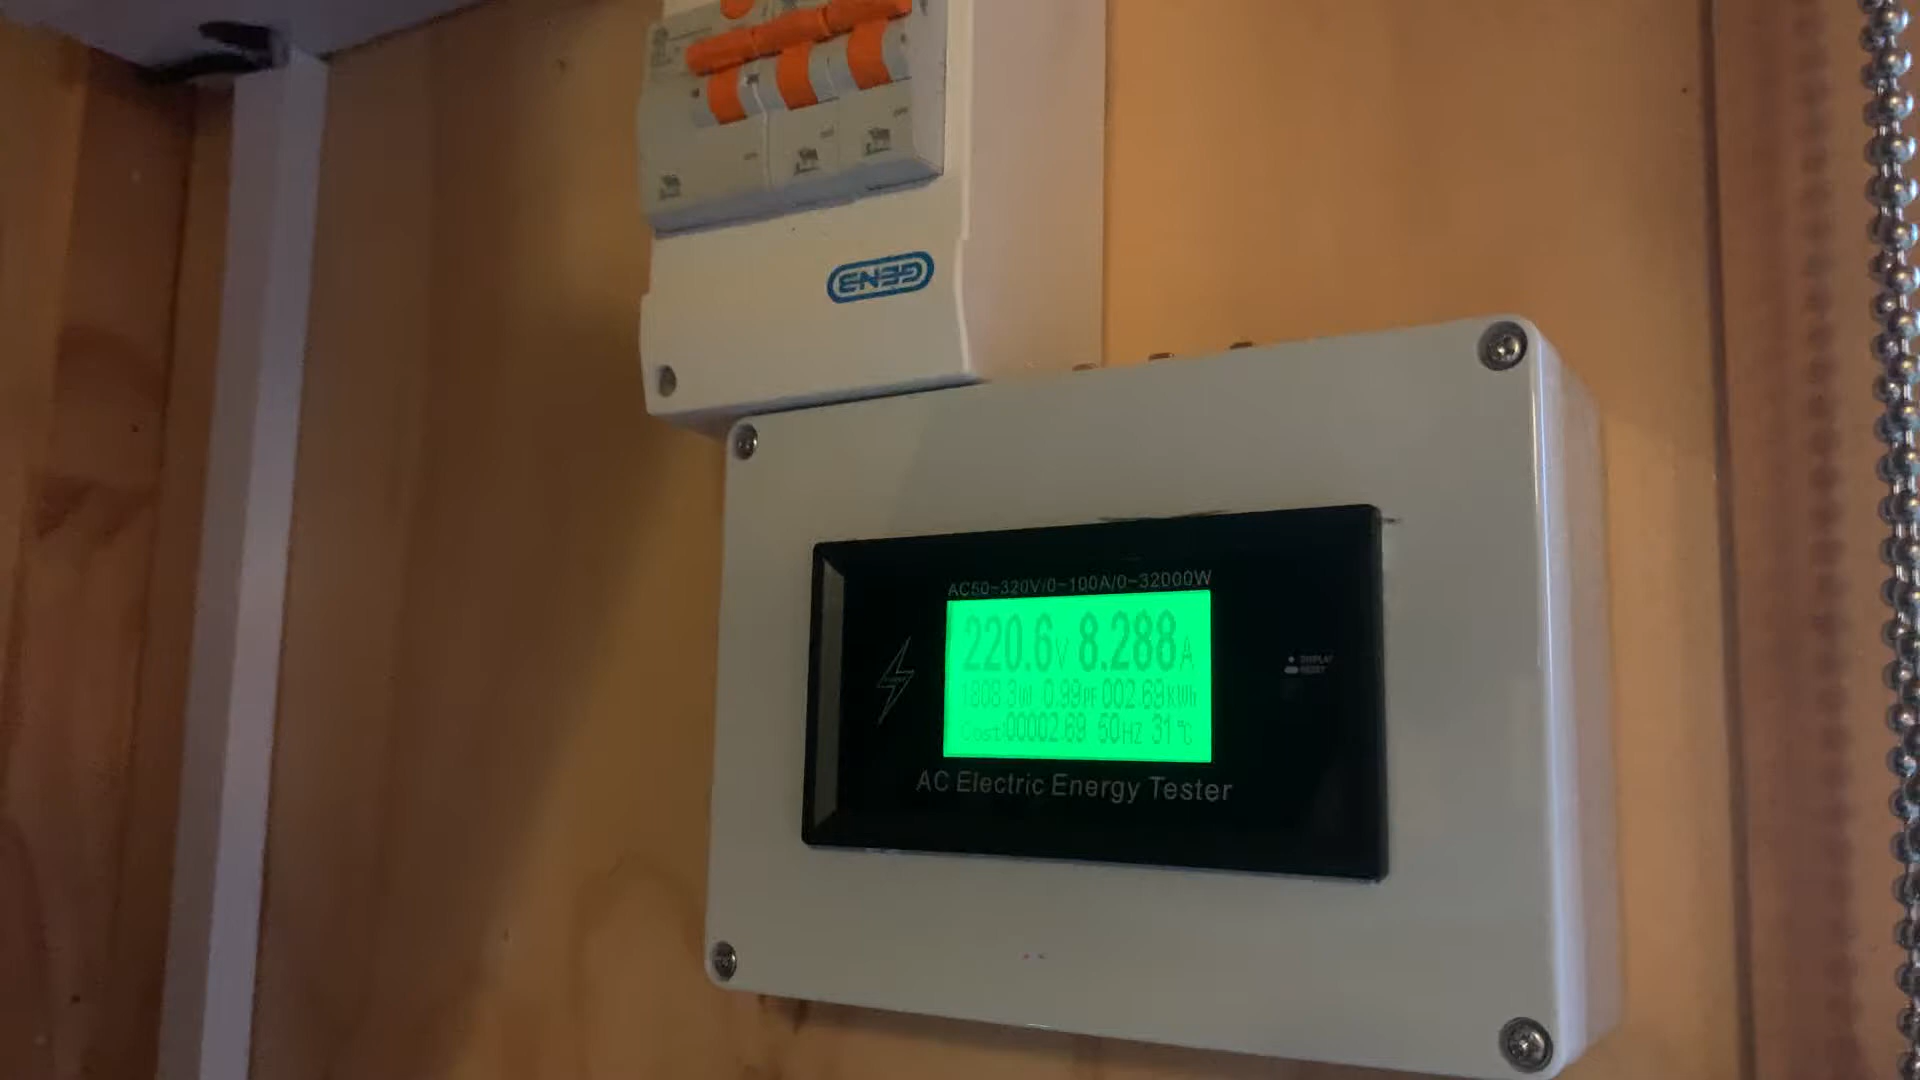 AC50-320V/0-100A/0-32000W
220.6V 8.288A
1808.3W 0.99PF 002.69KWh
Cost:00002.69 50HZ 31℃
DISPLAY
RESET
AC Electric Energy Tester